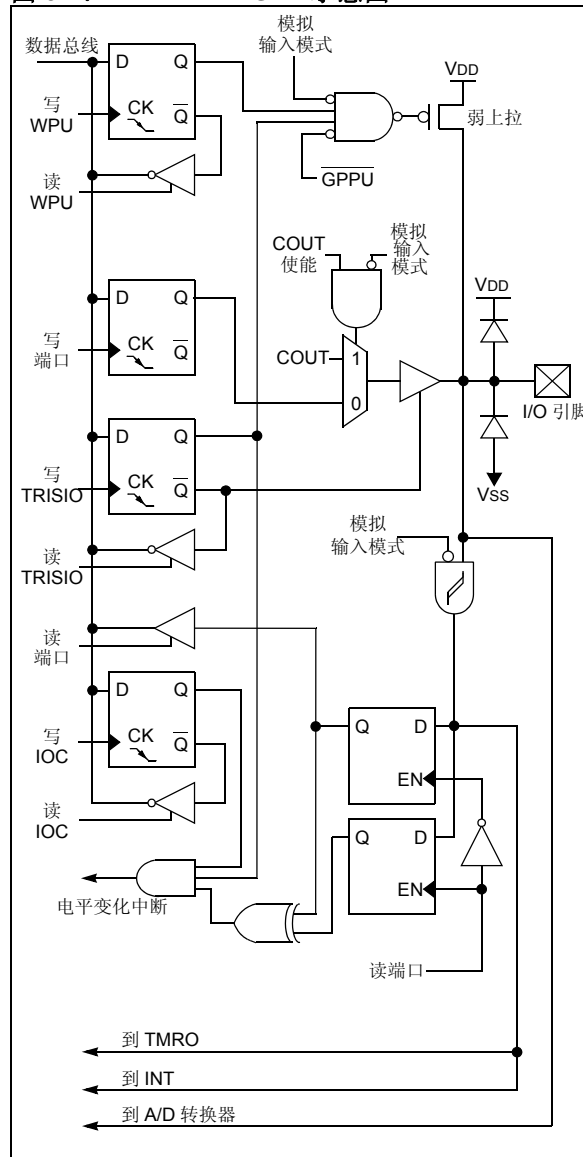 数据总线
D Q
CK Q
写
WPU
读
WPU
模拟
输入模式
GPPU
VDD
弱上拉
COUT
使能
模拟
输入
模式
COUT
1
0
VDD
I/O 引脚
VSS
D Q
CK Q
写
端口
D Q
CK Q
写
TRISIO
读
TRISIO
模拟
输入模式
读
端口
D Q
CK Q
写
IOC
读
IOC
Q D
EN
Q D
EN
电平变化中断
读端口
到 TMRO
到 INT
到 A/D 转换器